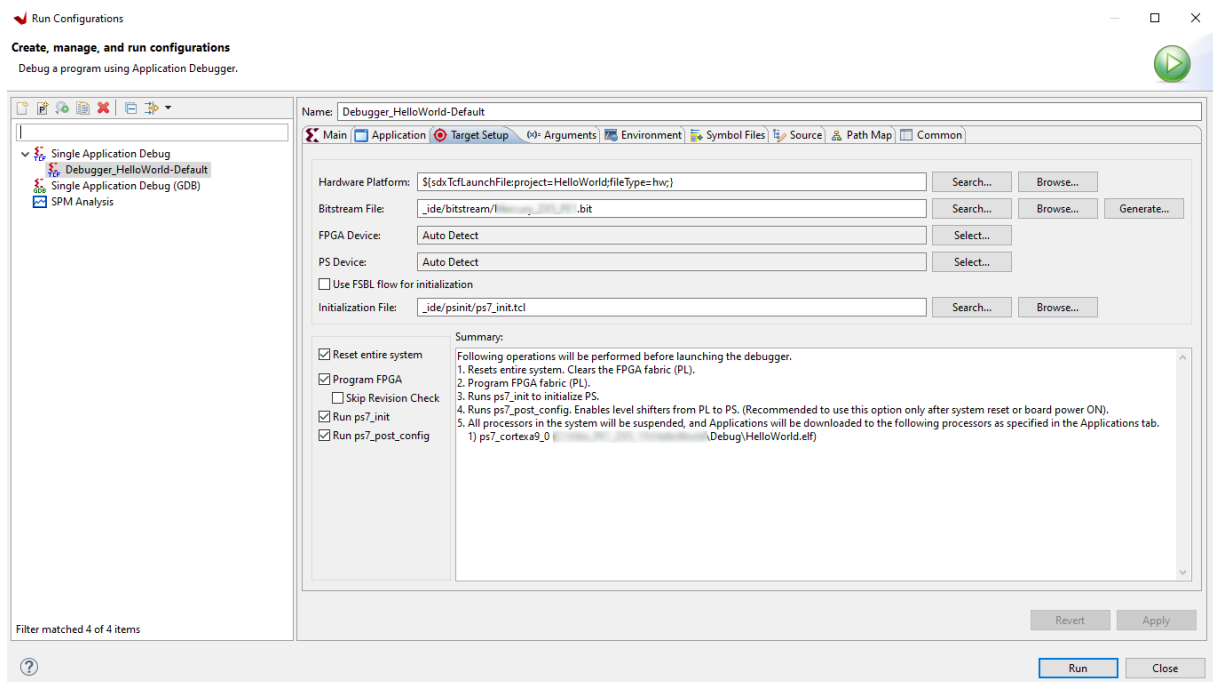 Run Configurations
Create, manage, and run configurations
Debug a program using Application Debugger.
Name: Debugger_HelloWorld-Default
Main Application Target Setup (x)= Arguments Environment Symbol Files Source Path Map Common
Single Application Debug
Debugger_HelloWorld-Default
Single Application Debug (GDB)
SPM Analysis
Filter matched 4 of 4 items
Hardware Platform: ${sdxTcfLaunchFile:project=HelloWorld;fileType=hw;} Search... Browse...
Bitstream File: _ide/bitstream/ .bit Search... Browse... Generate...
FPGA Device: Auto Detect Select...
PS Device: Auto Detect Select...
Use FSBL flow for initialization
Initialization File: _ide/psinit/ps7_init.tcl Search... Browse...
Reset entire system
Program FPGA
Skip Revision Check
Run ps7_init
Run ps7_post_config
Summary:
Following operations will be performed before launching the debugger.
1. Resets entire system. Clears the FPGA fabric (PL).
2. Program FPGA fabric (PL).
3. Runs ps7_init to initialize PS.
4. Runs ps7_post_config. Enables level shifters from PL to PS. (Recommended to use this option only after system reset or board power ON).
5. All processors in the system will be suspended, and Applications will be downloaded to the following processors as specified in the Applications tab.
1) ps7_cortexa9_0 \Debug\HelloWorld.elf)
Revert Apply
Run Close